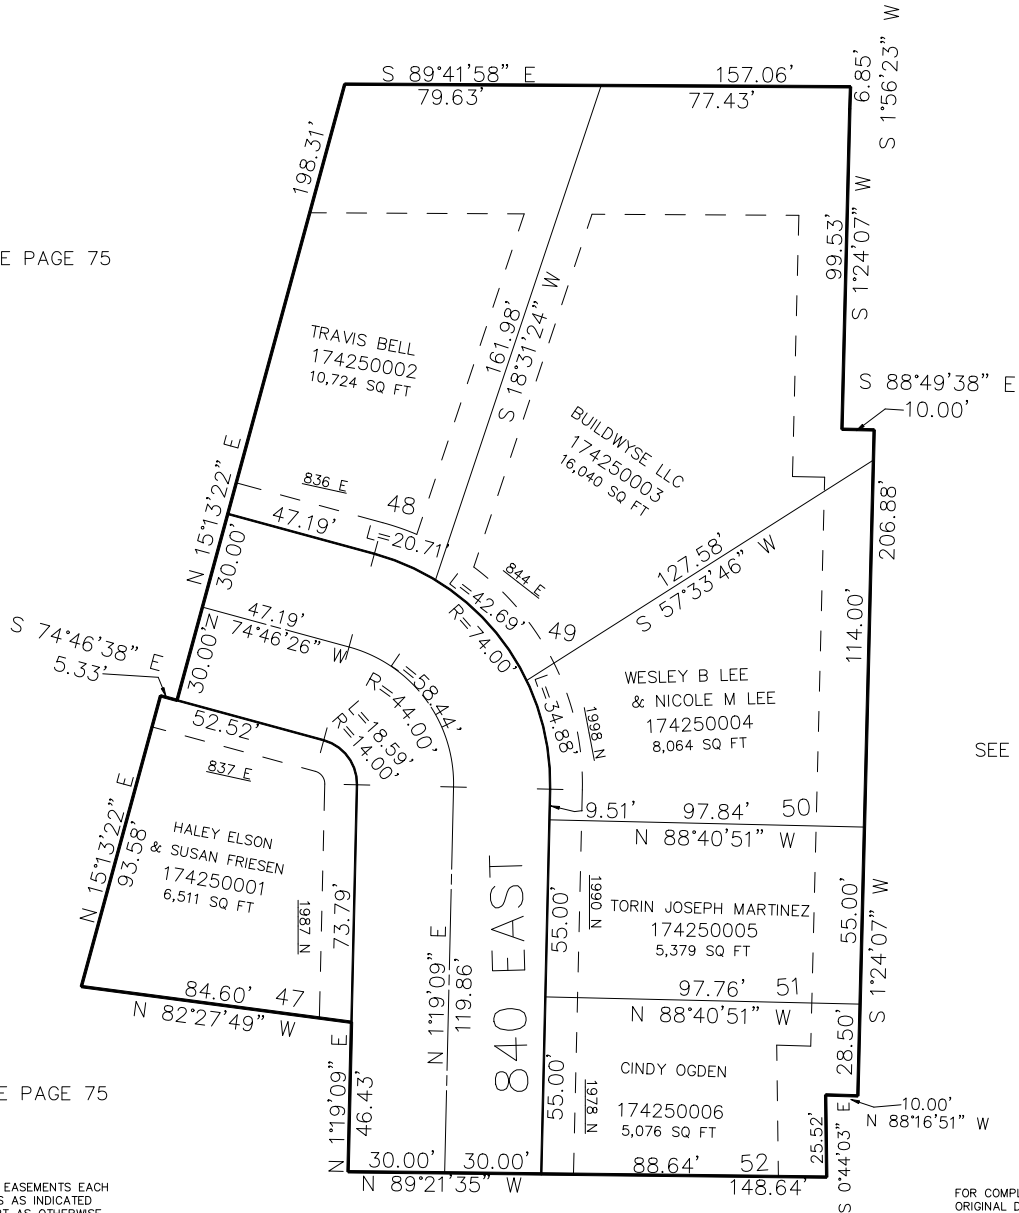 S 89°41'58" E
157.06'
79.63'
77.43'
6.85'
S 1°56'23" W
198.31'
99.53'
S 1°24'07" W
E PAGE 75
TRAVIS BELL
174250002
10,724 SQ FT
161.98'
S 18°31'24" W
S 88°49'38" E
10.00'
BUILDWYSE LLC
174250003
16,040 SQ FT
N 15°13'22" E
836 E
48
47.19'
L=20.71'
206.88'
30.00'
127.58'
S 57°33'46" W
844 E
L=42.69'
R=74.00'
49
114.00'
47.19'
N 74°46'26" W
S 74°46'38" E
5.33'
30.00'
L=58.44'
R=44.00'
L=34.88'
WESLEY B LEE
& NICOLE M LEE
174250004
8,064 SQ FT
1998 N
L=18.59'
R=14.00'
52.52'
837 E
SEE
N 15°13'22" E
93.58'
9.51'
97.84'
50
N 88°40'51" W
HALEY ELSON
& SUSAN FRIESEN
174250001
6,511 SQ FT
1987 N
73.79'
840 EAST
N 1°19'09" E
119.86'
55.00'
1990 N
TORIN JOSEPH MARTINEZ
174250005
5,379 SQ FT
55.00'
S 1°24'07" W
97.76'
51
N 88°40'51" W
84.60'
47
N 82°27'49" W
N 1°19'09" E
46.43'
55.00'
1978 N
CINDY OGDEN
174250006
5,076 SQ FT
28.50'
10.00'
N 88°16'51" W
25.52'
S 0°44'03" E
E PAGE 75
30.00'
30.00'
88.64'
52
N 89°21'35" W
148.64'
EASEMENTS EACH
S AS INDICATED
T AS OTHERWISE
FOR COMPL
ORIGINAL D